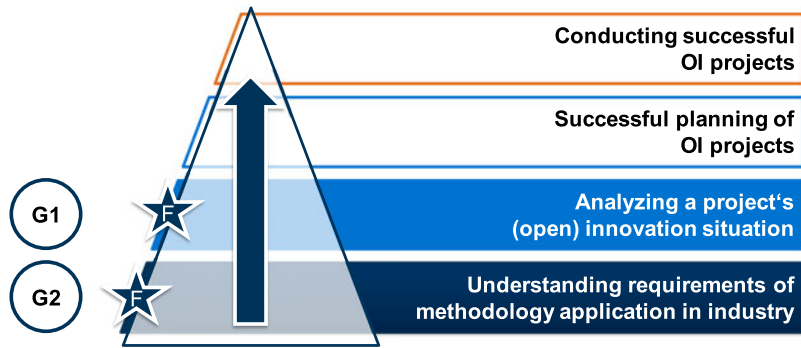 Conducting successful
OI projects
Successful planning of
OI projects
G1
F
Analyzing a project‘s
(open) innovation situation
G2
F
Understanding requirements of
methodology application in industry